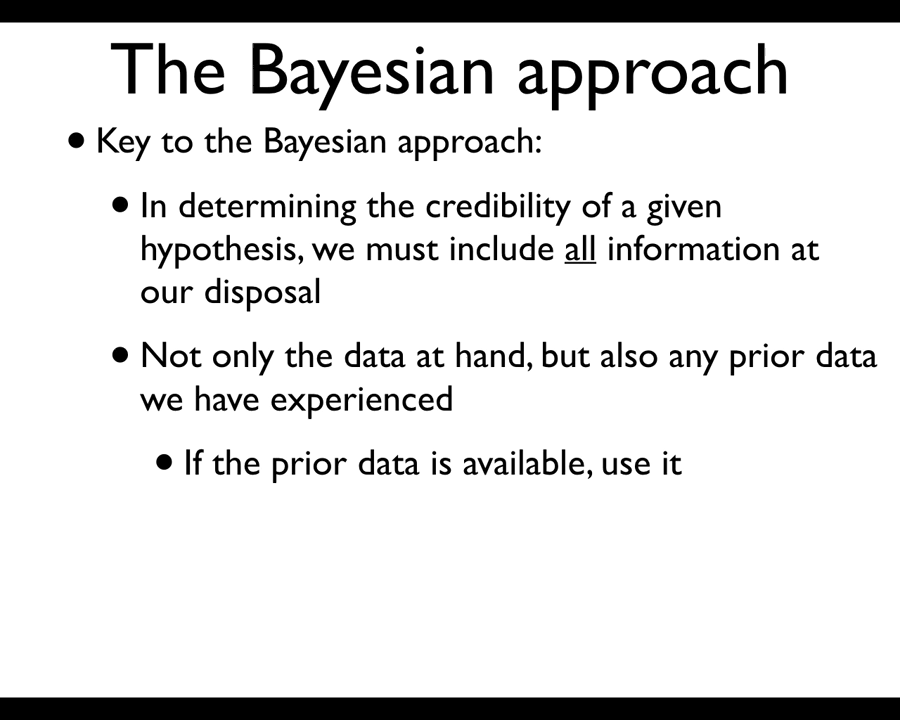 The Bayesian approach
• Key to the Bayesian approach:
• In determining the credibility of a given
hypothesis, we must include all information at
our disposal
• Not only the data at hand, but also any prior data
we have experienced
• If the prior data is available, use it